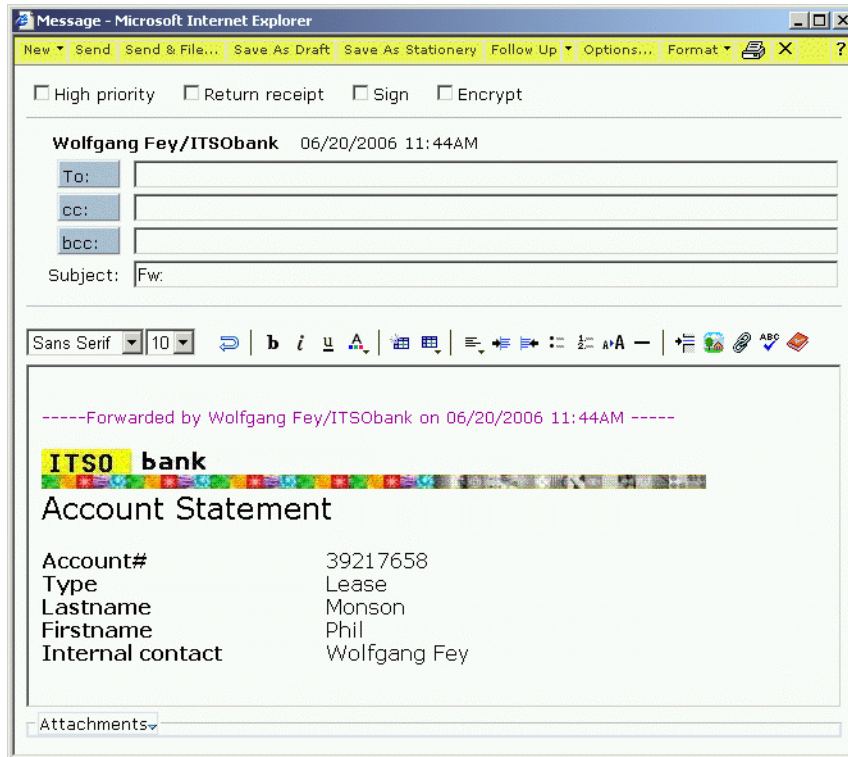 Message - Microsoft Internet Explorer
New Send Send & File... Save As Draft Save As Stationery Follow Up Options... Format ?
High priority Return receipt Sign Encrypt
Wolfgang Fey/ITSObank 06/20/2006 11:44AM
To:
cc:
bcc:
Subject: Fw:
Sans Serif 10 b i u A A A ABC
-----Forwarded by Wolfgang Fey/ITSObank on 06/20/2006 11:44AM -----
ITSO bank
Account Statement
Account# 39217658
Type Lease
Lastname Monson
Firstname Phil
Internal contact Wolfgang Fey
Attachments